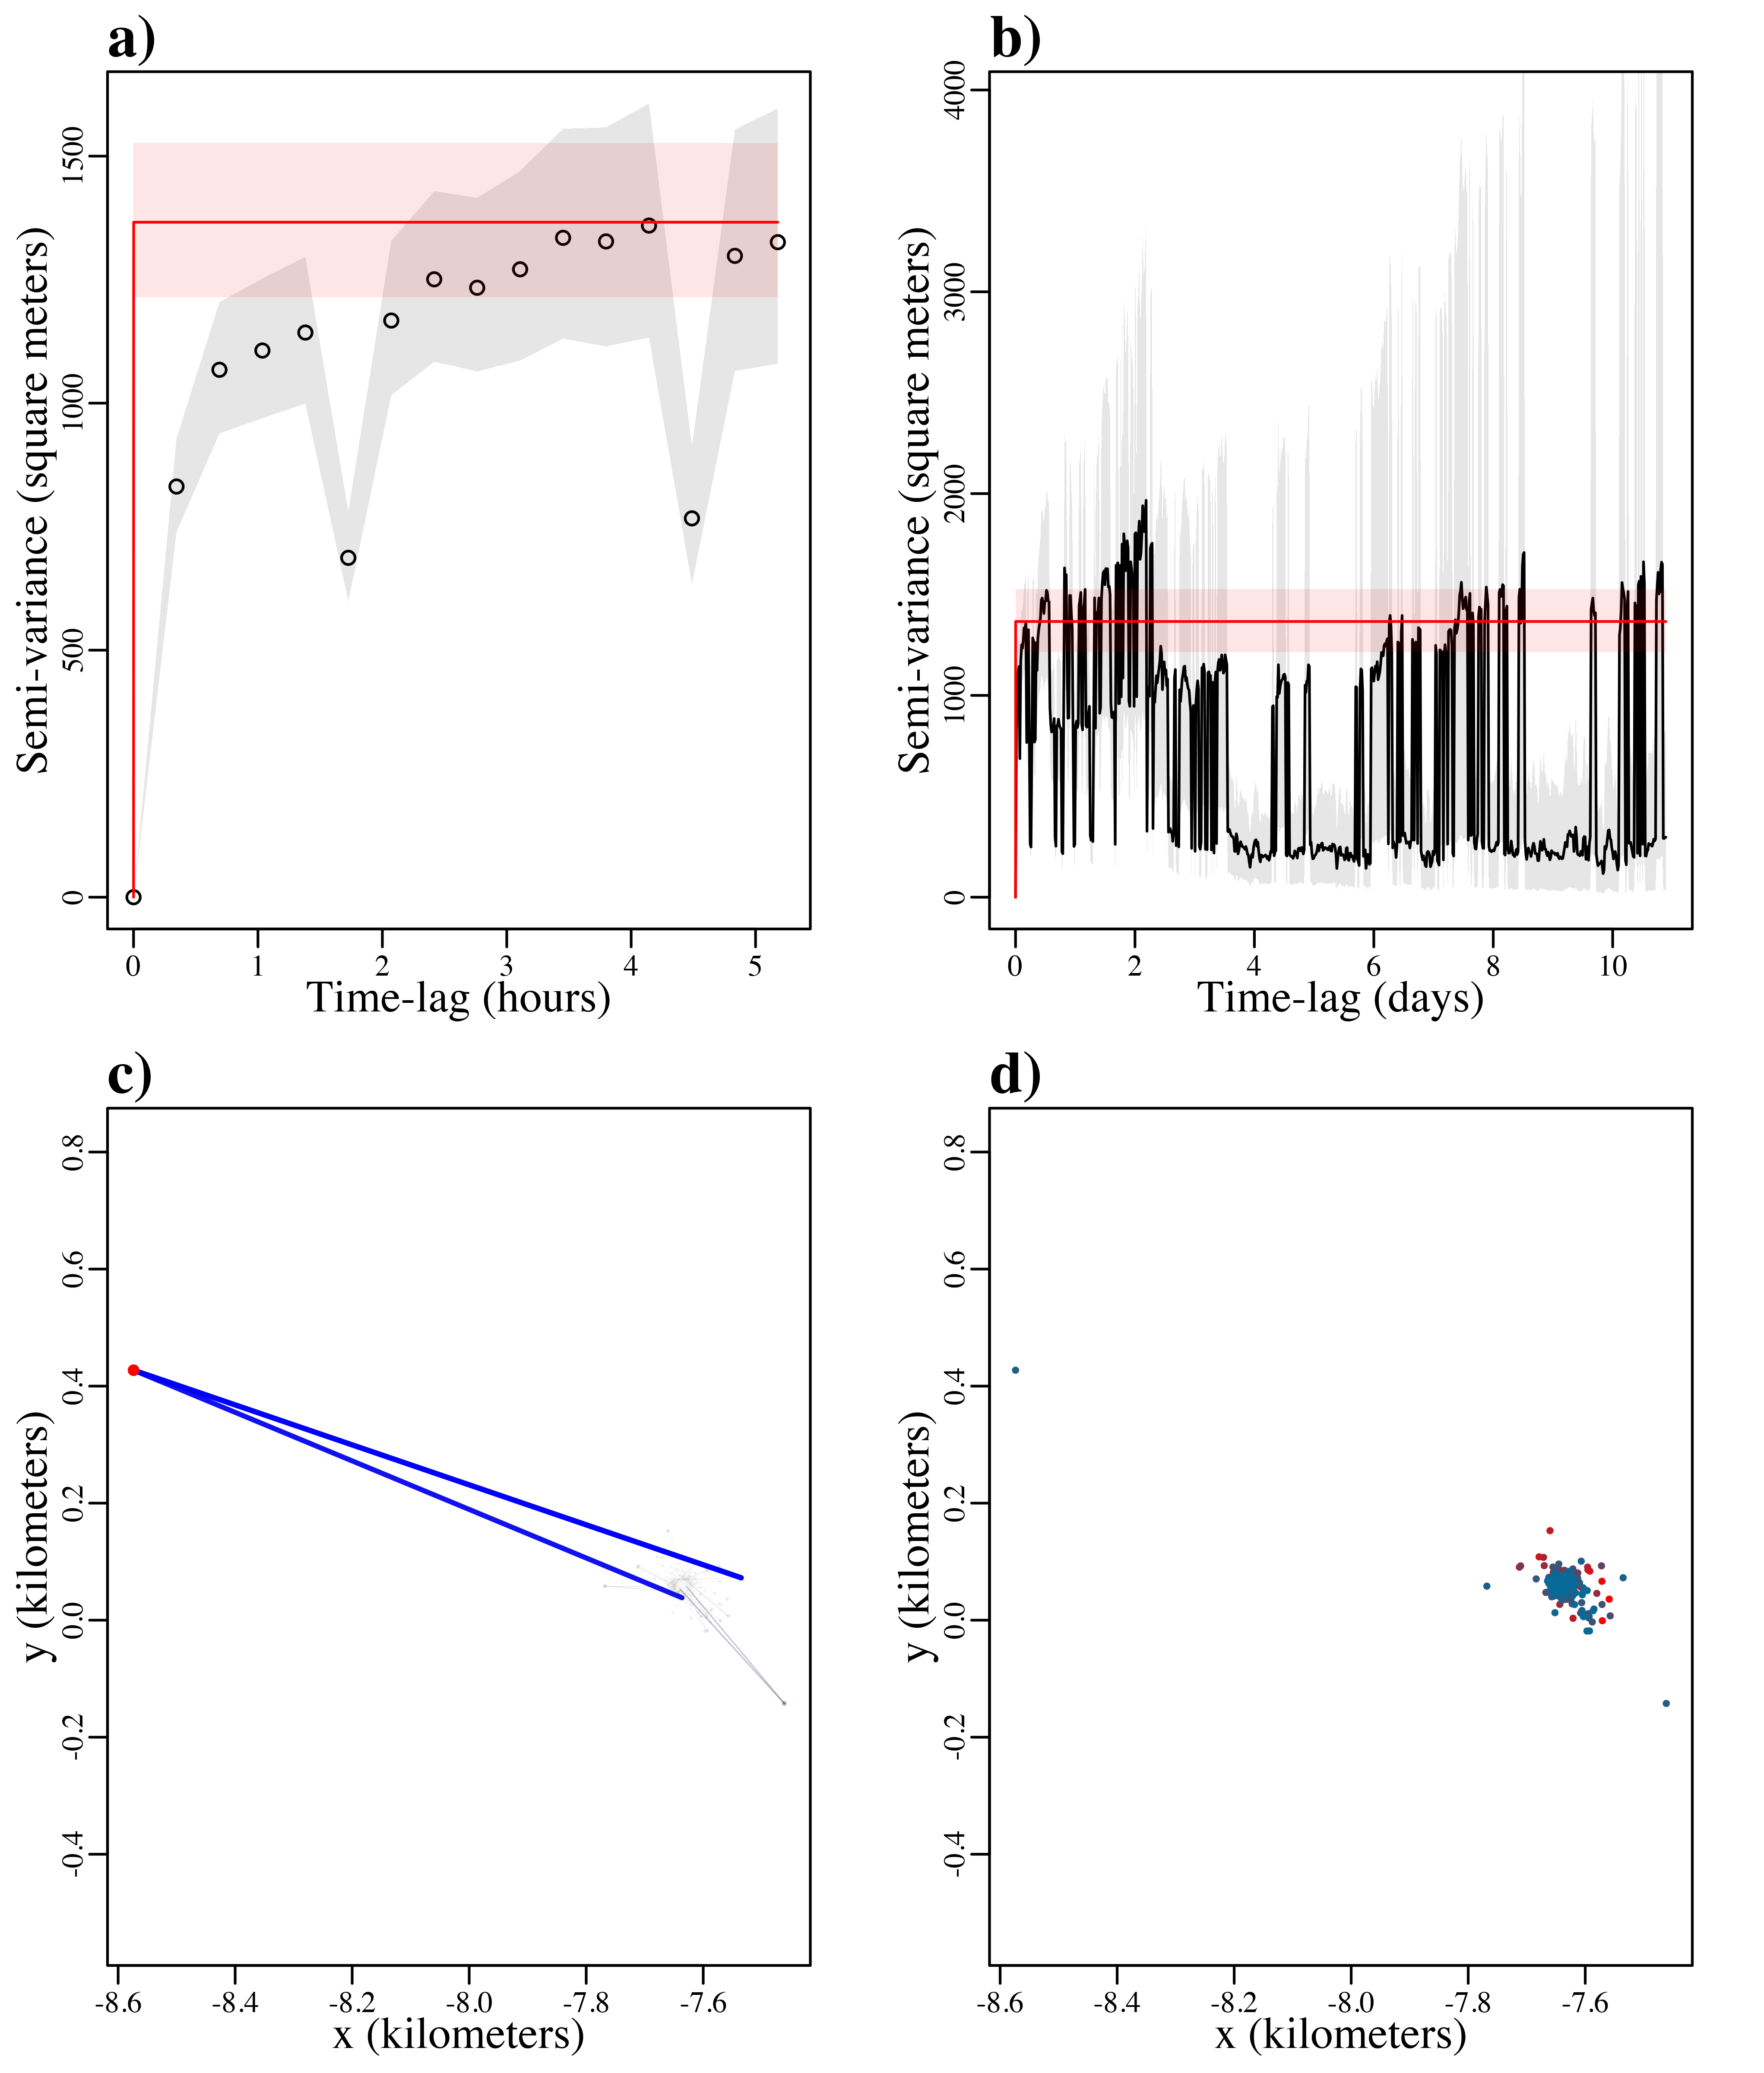 a)
Semi-variance (square meters)
0 500 1000 1500
0 1 2 3 4 5
Time-lag (hours)
b)
Semi-variance (square meters)
0 1000 2000 3000 4000
0 2 4 6 8 10
Time-lag (days)
c)
y (kilometers)
-0.4 -0.2 0.0 0.2 0.4 0.6 0.8
-8.6 -8.4 -8.2 -8.0 -7.8 -7.6
x (kilometers)
d)
y (kilometers)
-0.4 -0.2 0.0 0.2 0.4 0.6 0.8
-8.6 -8.4 -8.2 -8.0 -7.8 -7.6
x (kilometers)